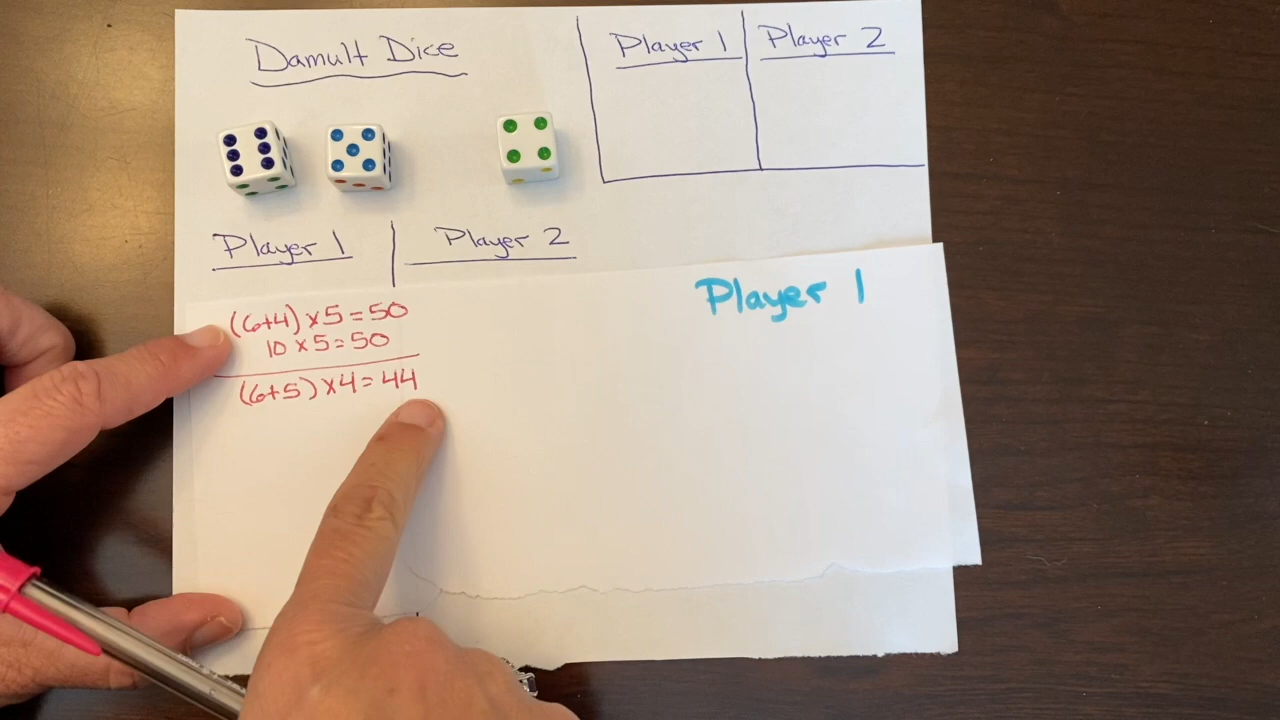 Damult Dice
Player 1 Player 2
Player 1 Player 2
Player 1
(6+4) x 5 = 50
10 x 5 = 50
(6+5) x 4 = 44